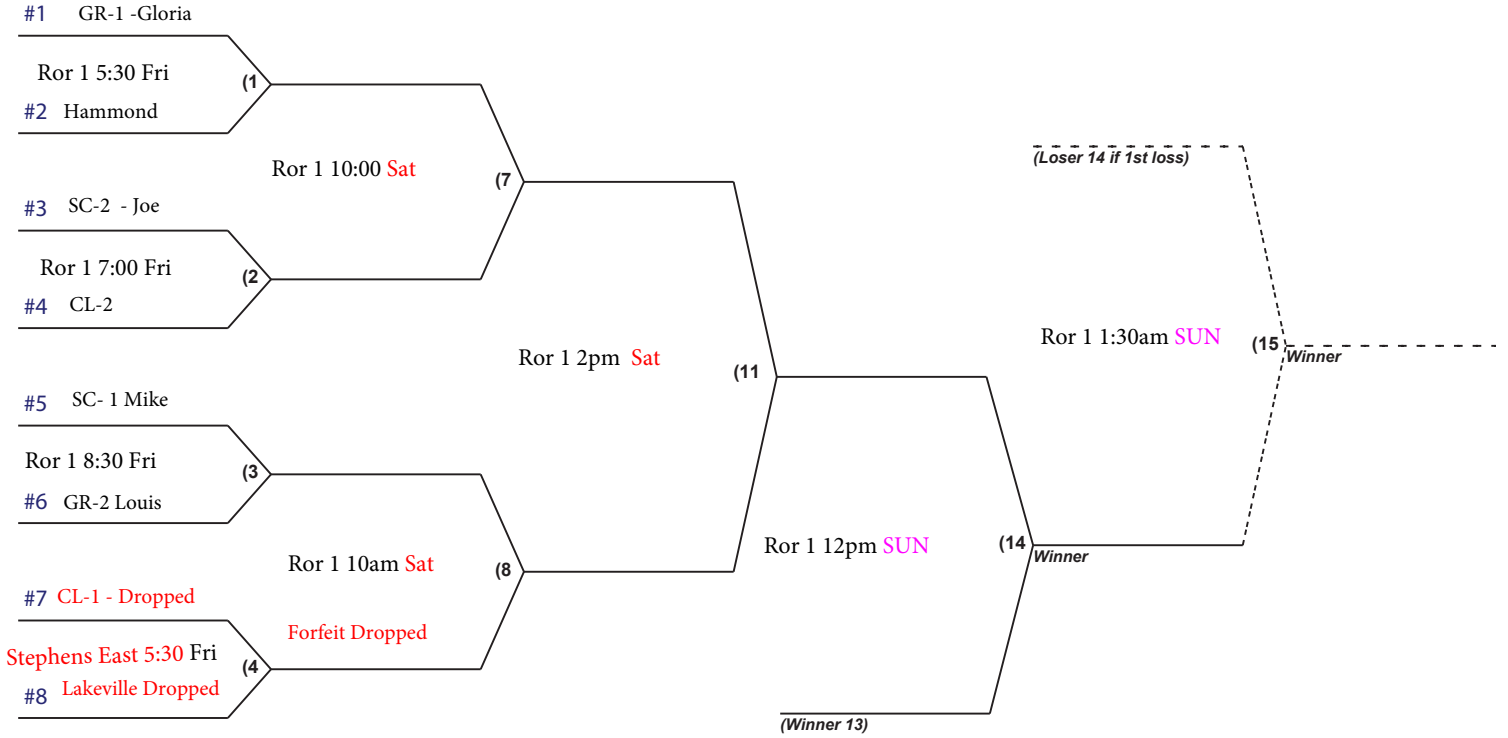 #1 GR-1 -Gloria
Ror 1 5:30 Fri
(1
#2 Hammond
Ror 1 10:00 Sat
(7
#3 SC-2 - Joe
Ror 1 7:00 Fri
(2
#4 CL-2
Ror 1 2pm Sat
(11
#5 SC- 1 Mike
Ror 1 8:30 Fri
(3
#6 GR-2 Louis
Ror 1 10am Sat
(8
Forfeit Dropped
#7 CL-1 - Dropped
Stephens East 5:30 Fri
(4
#8 Lakeville Dropped
Ror 1 12pm SUN
(14
Winner
(Winner 13)
(Loser 14 if 1st loss)
Ror 1 1:30am SUN
(15
Winner